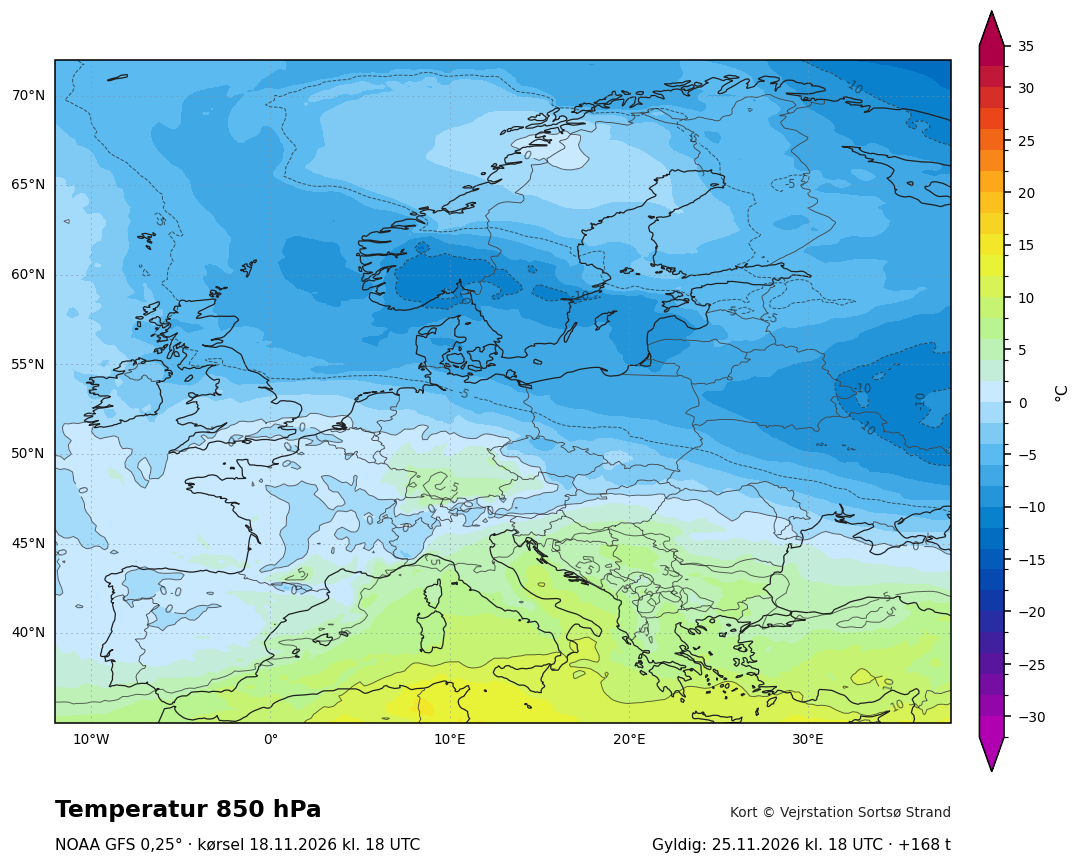 70°N
65°N
60°N
55°N
50°N
45°N
40°N
10°W
0°
10°E
20°E
30°E
35
30
25
20
15
10
5
0
−5
−10
−15
−20
−25
−30
°C
Temperatur 850 hPa
Kort © Vejrstation Sortsø Strand
NOAA GFS 0,25° · kørsel 18.11.2026 kl. 18 UTC
Gyldig: 25.11.2026 kl. 18 UTC · +168 t